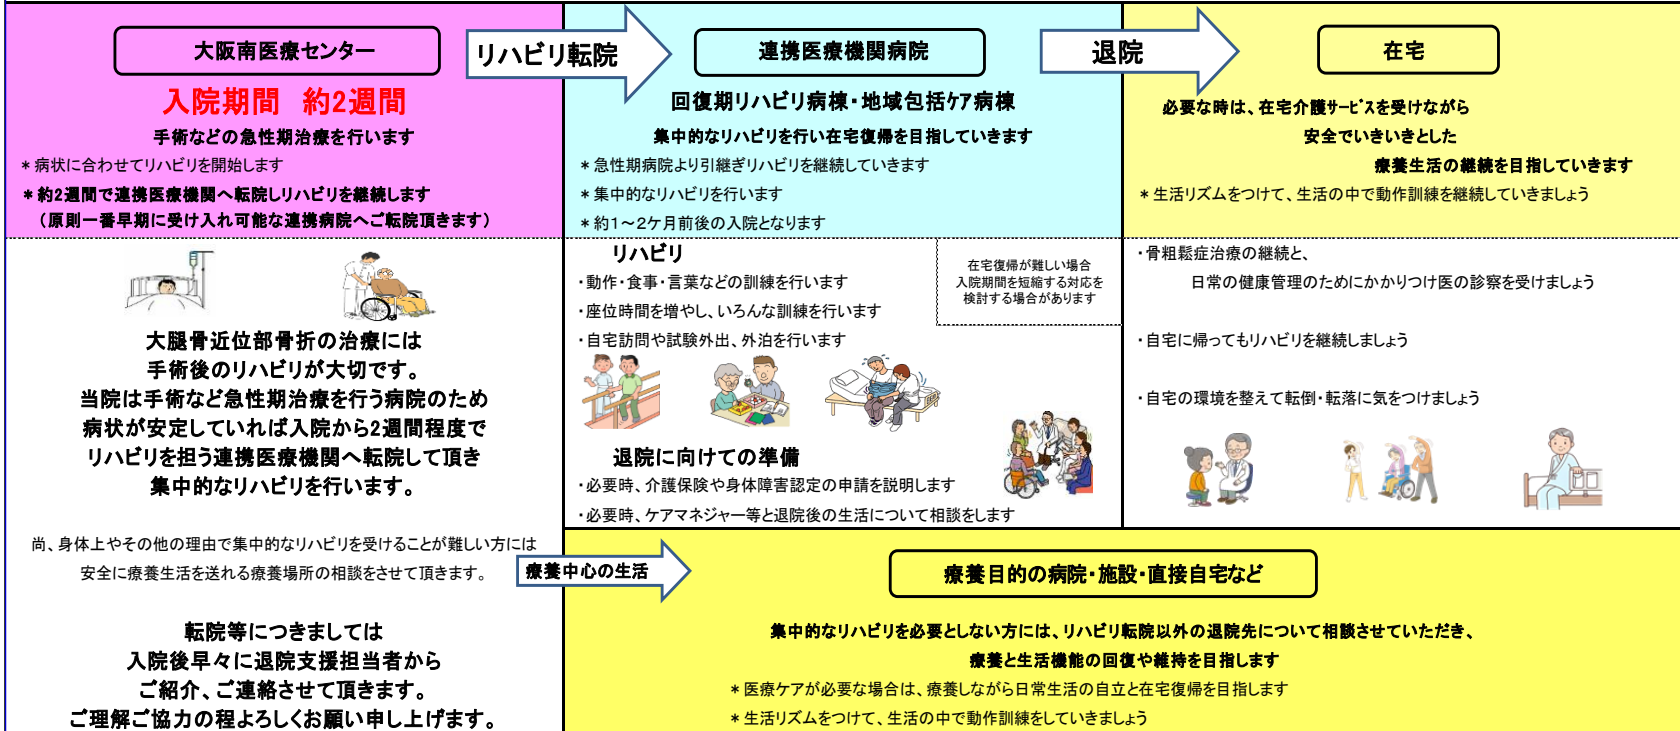 大阪南医療センター
入院期間　約2週間
手術などの急性期治療を行います
＊病状に合わせてリハビリを開始します
＊約2週間で連携医療機関へ転院しリハビリを継続します
（原則一番早期に受け入れ可能な連携病院へご転院頂きます）
大腿骨近位部骨折の治療には
手術後のリハビリが大切です。
当院は手術など急性期治療を行う病院のため
病状が安定していれば入院から2週間程度で
リハビリを担う連携医療機関へ転院して頂き
集中的なリハビリを行います。
尚、身体上やその他の理由で集中的なリハビリを受けることが難しい方には
安全に療養生活を送れる療養場所の相談をさせて頂きます。
転院等につきましては
入院後早々に退院支援担当者から
ご紹介、ご連絡させて頂きます。
ご理解ご協力の程よろしくお願い申し上げます。
リハビリ転院
連携医療機関病院
回復期リハビリ病棟・地域包括ケア病棟
集中的なリハビリを行い在宅復帰を目指していきます
＊急性期病院より引継ぎリハビリを継続していきます
＊集中的なリハビリを行います
＊約1～2ケ月前後の入院となります
リハビリ
・動作・食事・言葉などの訓練を行います
・座位時間を増やし、いろんな訓練を行います
・自宅訪問や試験外出、外泊を行います
在宅復帰が難しい場合
入院期間を短縮する対応を
検討する場合があります
退院に向けての準備
・必要時、介護保険や身体障害認定の申請を説明します
・必要時、ケアマネジャー等と退院後の生活について相談をします
退院
在宅
必要な時は、在宅介護ｻｰﾋﾞｽを受けながら
安全でいきいきとした
療養生活の継続を目指していきます
＊生活リズムをつけて、生活の中で動作訓練を継続していきましょう
・骨粗鬆症治療の継続と、
日常の健康管理のためにかかりつけ医の診察を受けましょう
・自宅に帰ってもリハビリを継続しましょう
・自宅の環境を整えて転倒・転落に気をつけましょう
療養中心の生活
療養目的の病院・施設・直接自宅など
集中的なリハビリを必要としない方には、リハビリ転院以外の退院先について相談させていただき、
療養と生活機能の回復や維持を目指します
＊医療ケアが必要な場合は、療養しながら日常生活の自立と在宅復帰を目指します
＊生活リズムをつけて、生活の中で動作訓練をしていきましょう